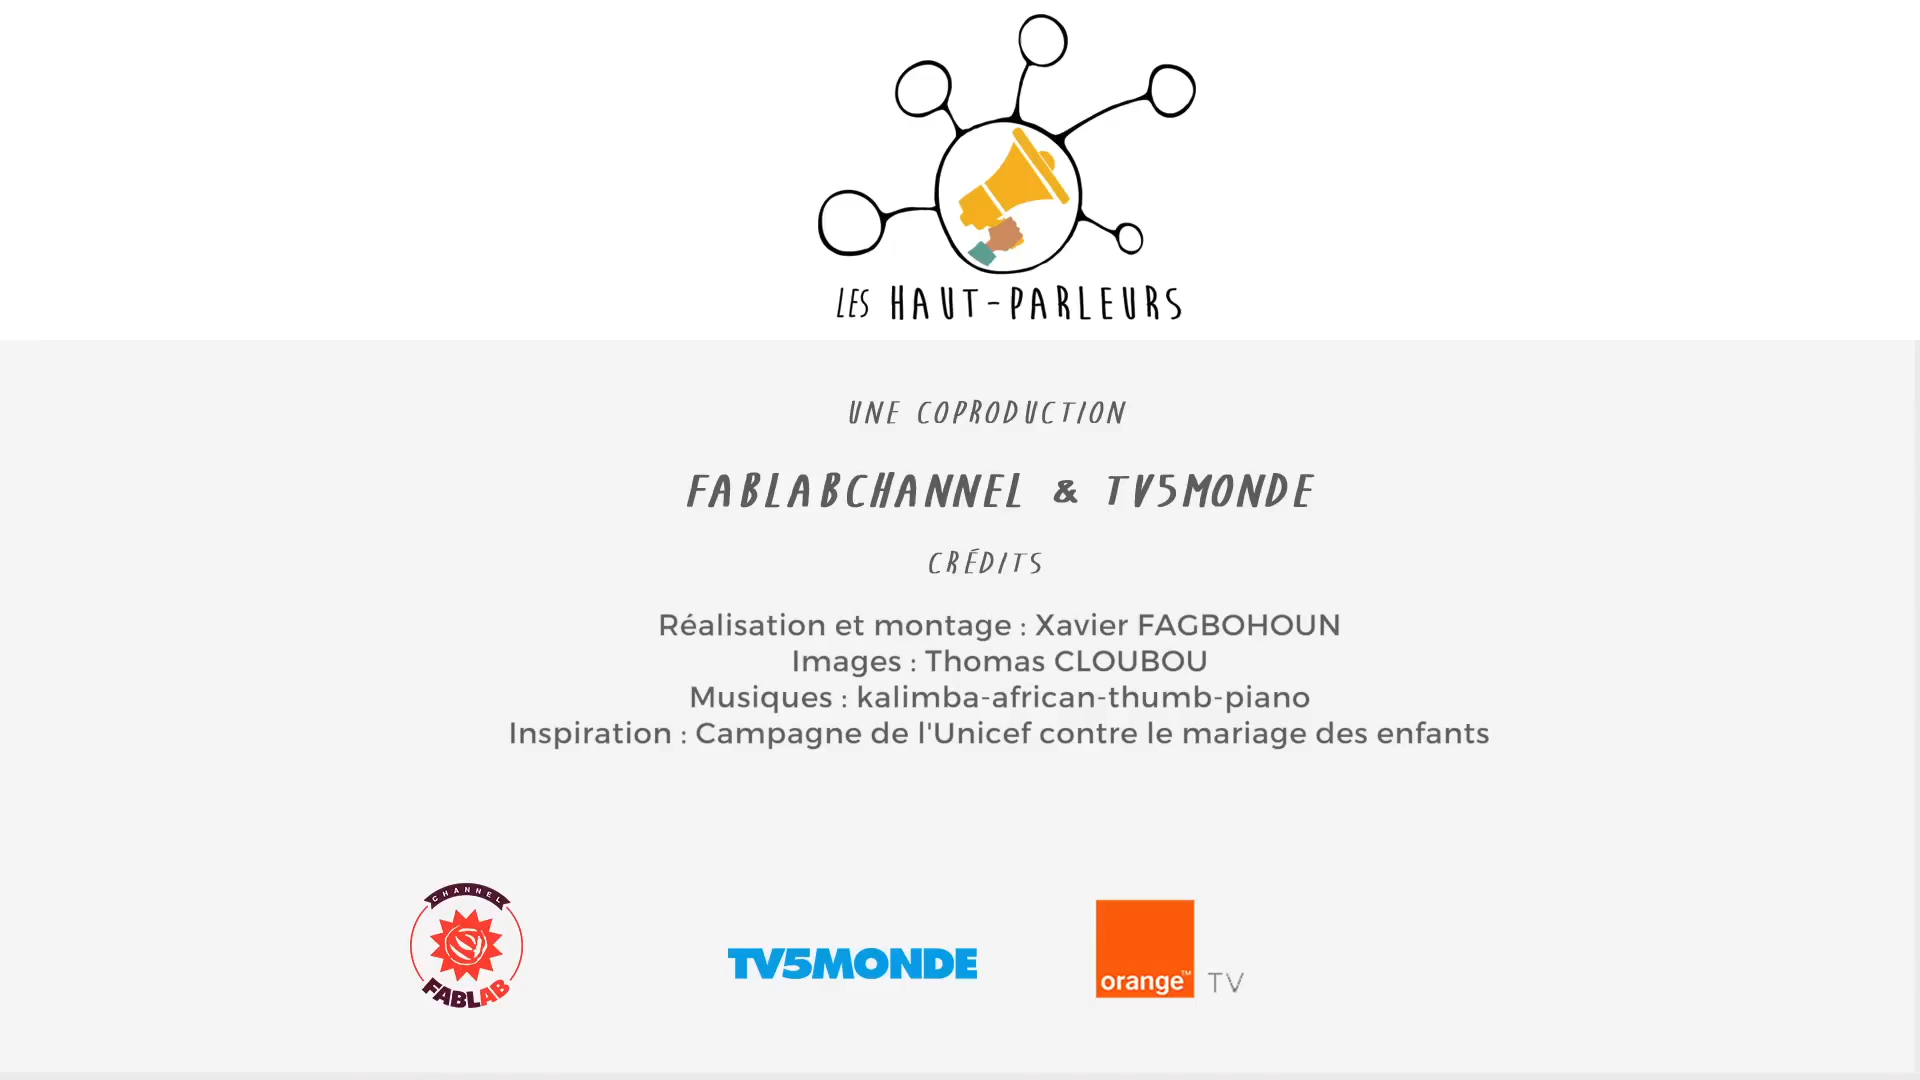 LES HAUT-PARLEURS
UNE COPRODUCTION
FABLABCHANNEL & TV5MONDE
CRÉDITS
Réalisation et montage : Xavier FAGBOHOUN
Images : Thomas CLOUBOU
Musiques : kalimba-african-thumb-piano
Inspiration : Campagne de l'Unicef contre le mariage des enfants
CHANNEL
FABLAB
TV5MONDE
orange™ TV